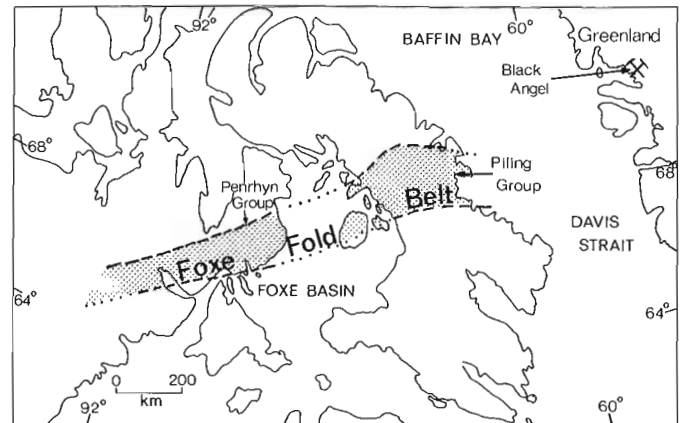 92°
60°
BAFFIN BAY
Greenland
Black
Angel
68°
68
Piling
Group
Penrhyn
Group
Belt
Fold
Foxe
DAVIS
STRAIT
64°
FOXE BASIN
64°
0 200
km
92°
60°